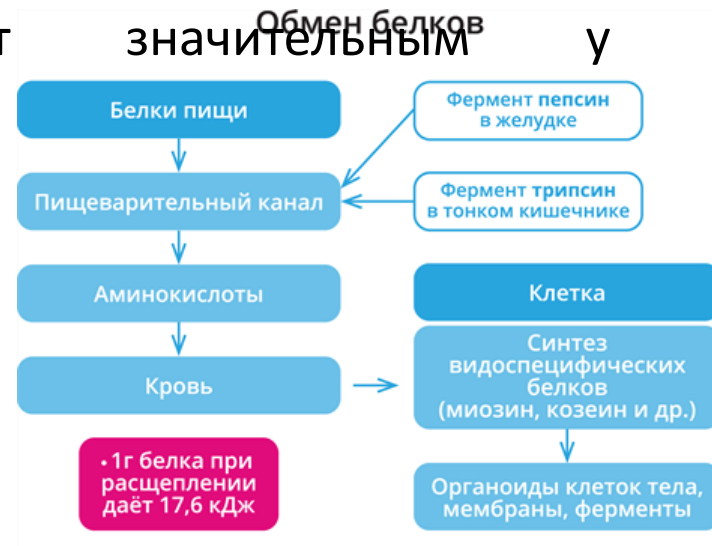 Обмен белков
т значительным у
Белки пищи
Фермент пепсин
в желудке
Пищеварительный канал
Фермент трипсин
в тонком кишечнике
Аминокислоты
Клетка
Кровь
Синтез
видоспецифических
белков
(миозин, козеин и др.)
• 1г белка при
расщеплении
даёт 17,6 кДж
Органоиды клеток тела,
мембраны, ферменты